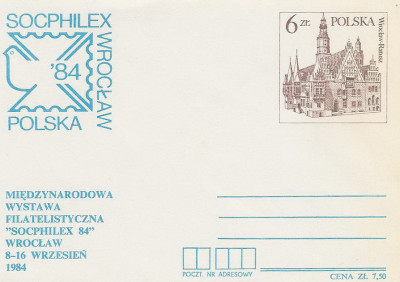 SOCPHILEX
WROCŁAW
'84
POLSKA
6 ZŁ POLSKA
Wrocław-Ratusz
MIĘDZYNARODOWA
WYSTAWA
FILATELISTYCZNA
"SOCPHILEX 84"
WROCŁAW
8-16 WRZESIEŃ
1984
POCZT. NR ADRESOWY
CENA ZŁ 7,50